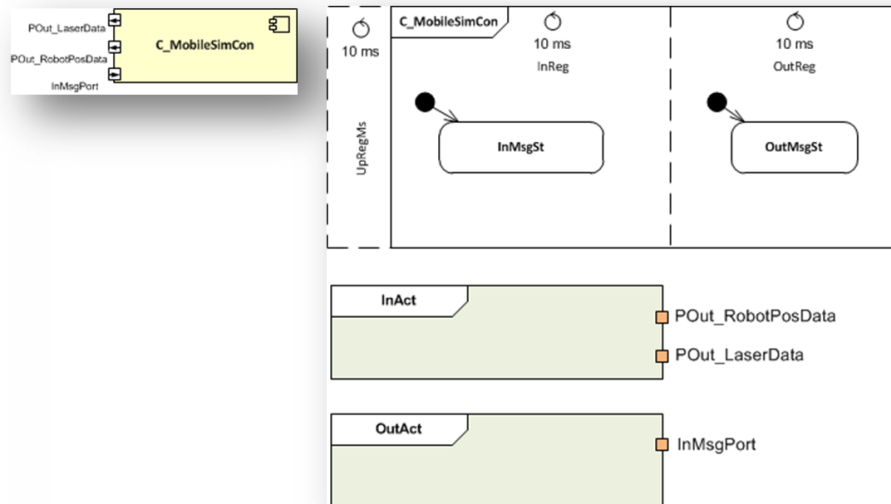 POut_LaserData
POut_RobotPosData
InMsgPort
C_MobileSimCon
C_MobileSimCon
10 ms
UpRegMs
10 ms
InReg
InMsgSt
10 ms
OutReg
OutMsgSt
InAct
POut_RobotPosData
POut_LaserData
OutAct
InMsgPort